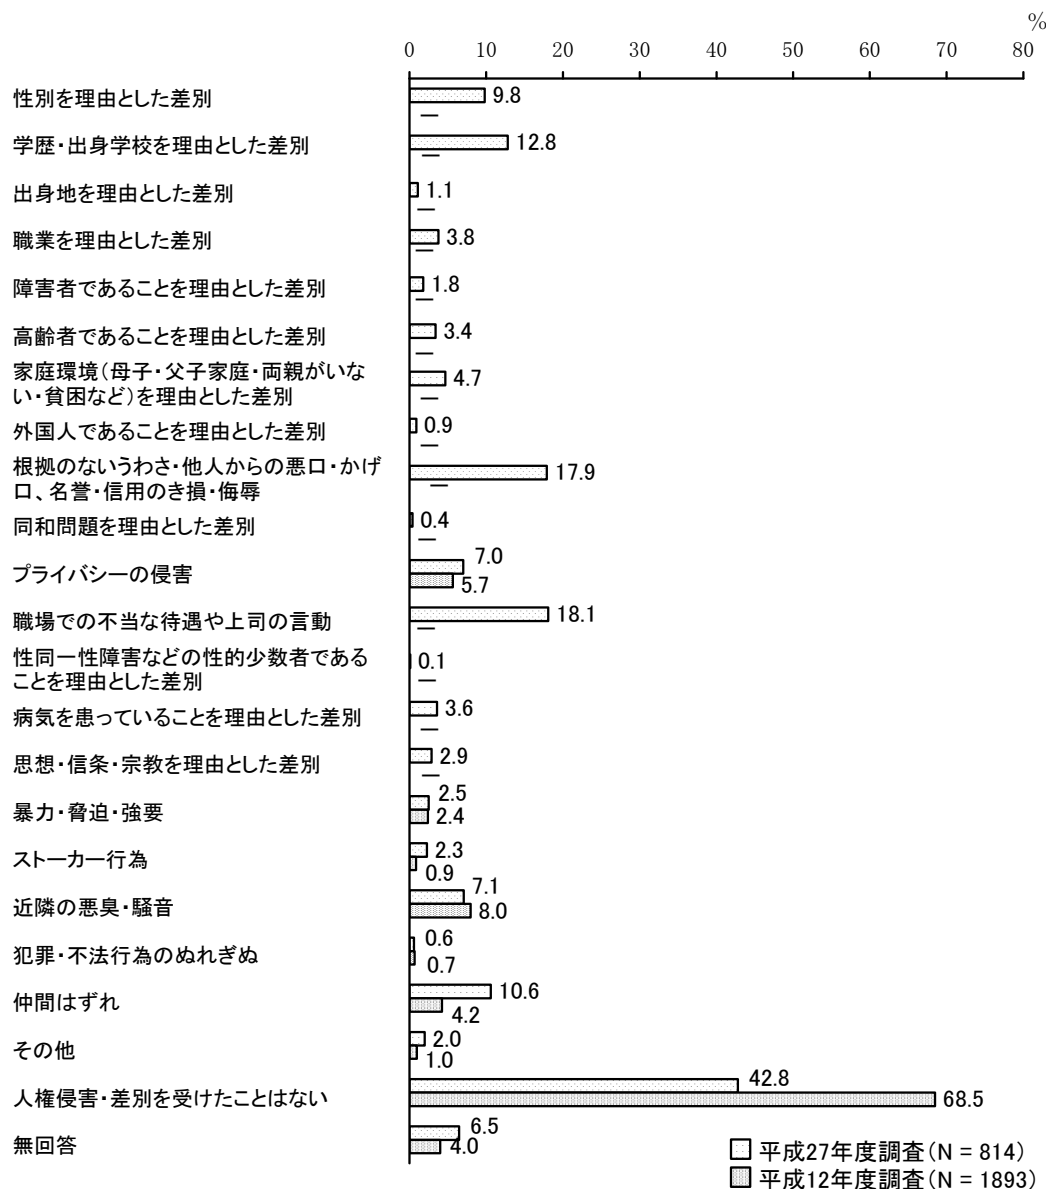 %
0 10 20 30 40 50 60 70 80
性別を理由とした差別 9.8
—
学歴・出身学校を理由とした差別 12.8
—
出身地を理由とした差別 1.1
—
職業を理由とした差別 3.8
—
障害者であることを理由とした差別 1.8
—
高齢者であることを理由とした差別 3.4
—
家庭環境(母子・父子家庭・両親がいな
い・貧困など)を理由とした差別 4.7
—
外国人であることを理由とした差別 0.9
—
根拠のないうわさ・他人からの悪口・かげ
口、名誉・信用のき損・侮辱 17.9
—
同和問題を理由とした差別 0.4
—
プライバシーの侵害 7.0
5.7
職場での不当な待遇や上司の言動 18.1
—
性同一性障害などの性的少数者である
ことを理由とした差別 0.1
—
病気を患っていることを理由とした差別 3.6
—
思想・信条・宗教を理由とした差別 2.9
—
暴力・脅迫・強要 2.5
2.4
ストーカー行為 2.3
0.9
近隣の悪臭・騒音 7.1
8.0
犯罪・不法行為のぬれぎぬ 0.6
0.7
仲間はずれ 10.6
4.2
その他 2.0
1.0
人権侵害・差別を受けたことはない 42.8
68.5
無回答 6.5
4.0
平成27年度調査(N = 814)
平成12年度調査(N = 1893)